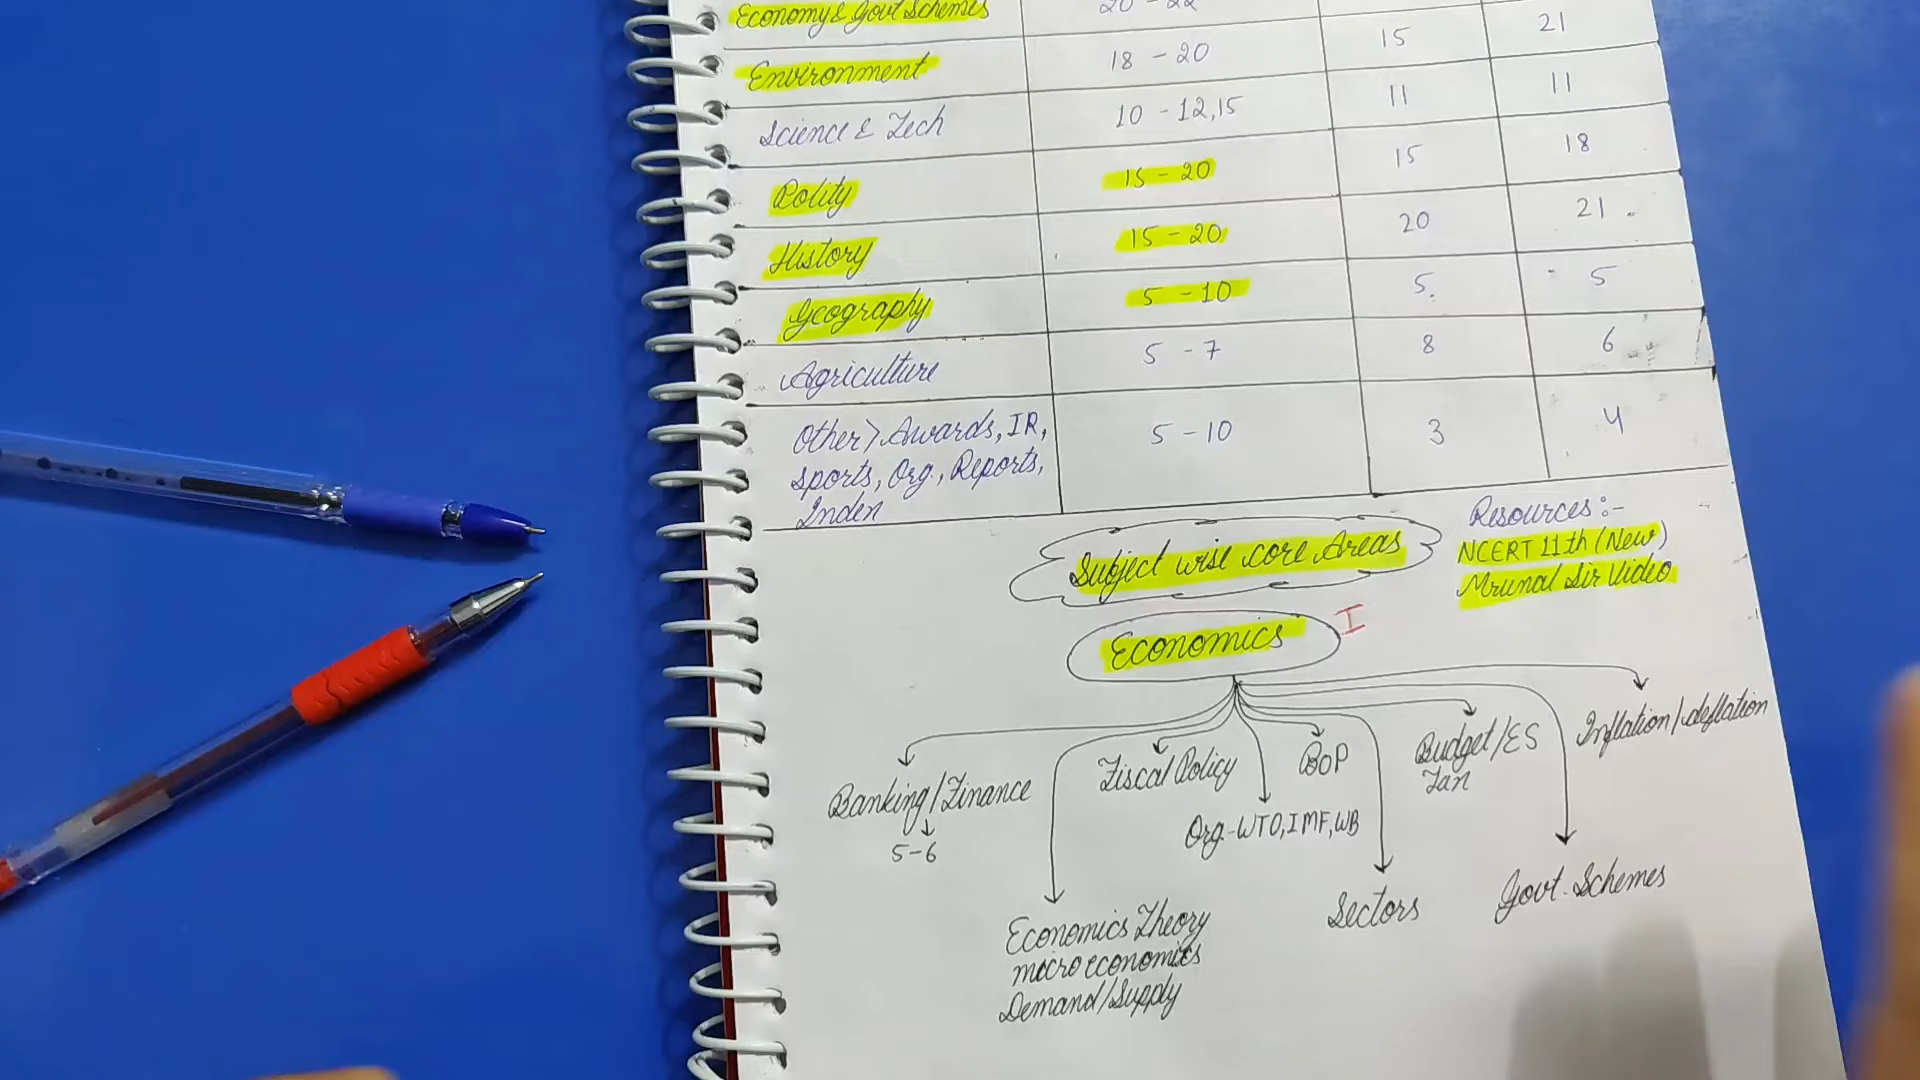 Economy & Govt Schemes 20 - 22
Environment 18 - 20 15 21
Science & Tech 10 - 12,15 11 11
Polity 15 - 20 15 18
History 15 - 20 20 21
Geography 5 - 10 5 5
Agriculture 5 - 7 8 6
Other> Awards, IR, 5 - 10 3 4
Sports, Org., Reports,
Index
Subject wise core Areas
Resources :-
NCERT 11th (New)
Mrunal Sir Video
Economics I
Banking/Finance
5-6
Fiscal Policy
BOP
Budget/ES
Tax
Inflation/deflation
Org-WTO, IMF, WB
Economics Theory
microeconomics
Demand/Supply
Sectors
Govt. Schemes